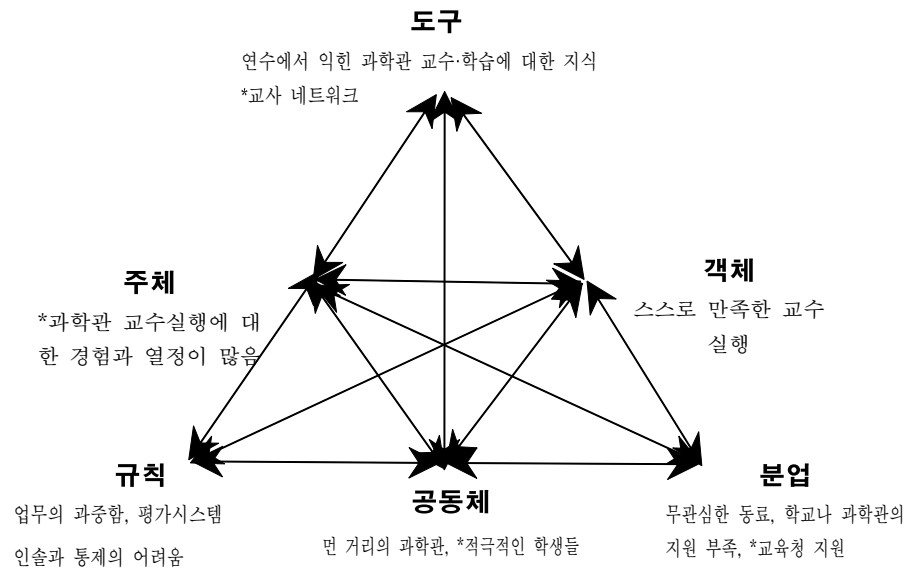 도구
연수에서 익힌 과학관 교수·학습에 대한 지식
*교사 네트워크
주체
*과학관 교수실행에 대
한 경험과 열정이 많음
객체
스스로 만족한 교수
실행
규칙
업무의 과중함, 평가시스템
인솔과 통제의 어려움
공동체
먼 거리의 과학관, *적극적인 학생들
분업
무관심한 동료, 학교나 과학관의
지원 부족, *교육청 지원